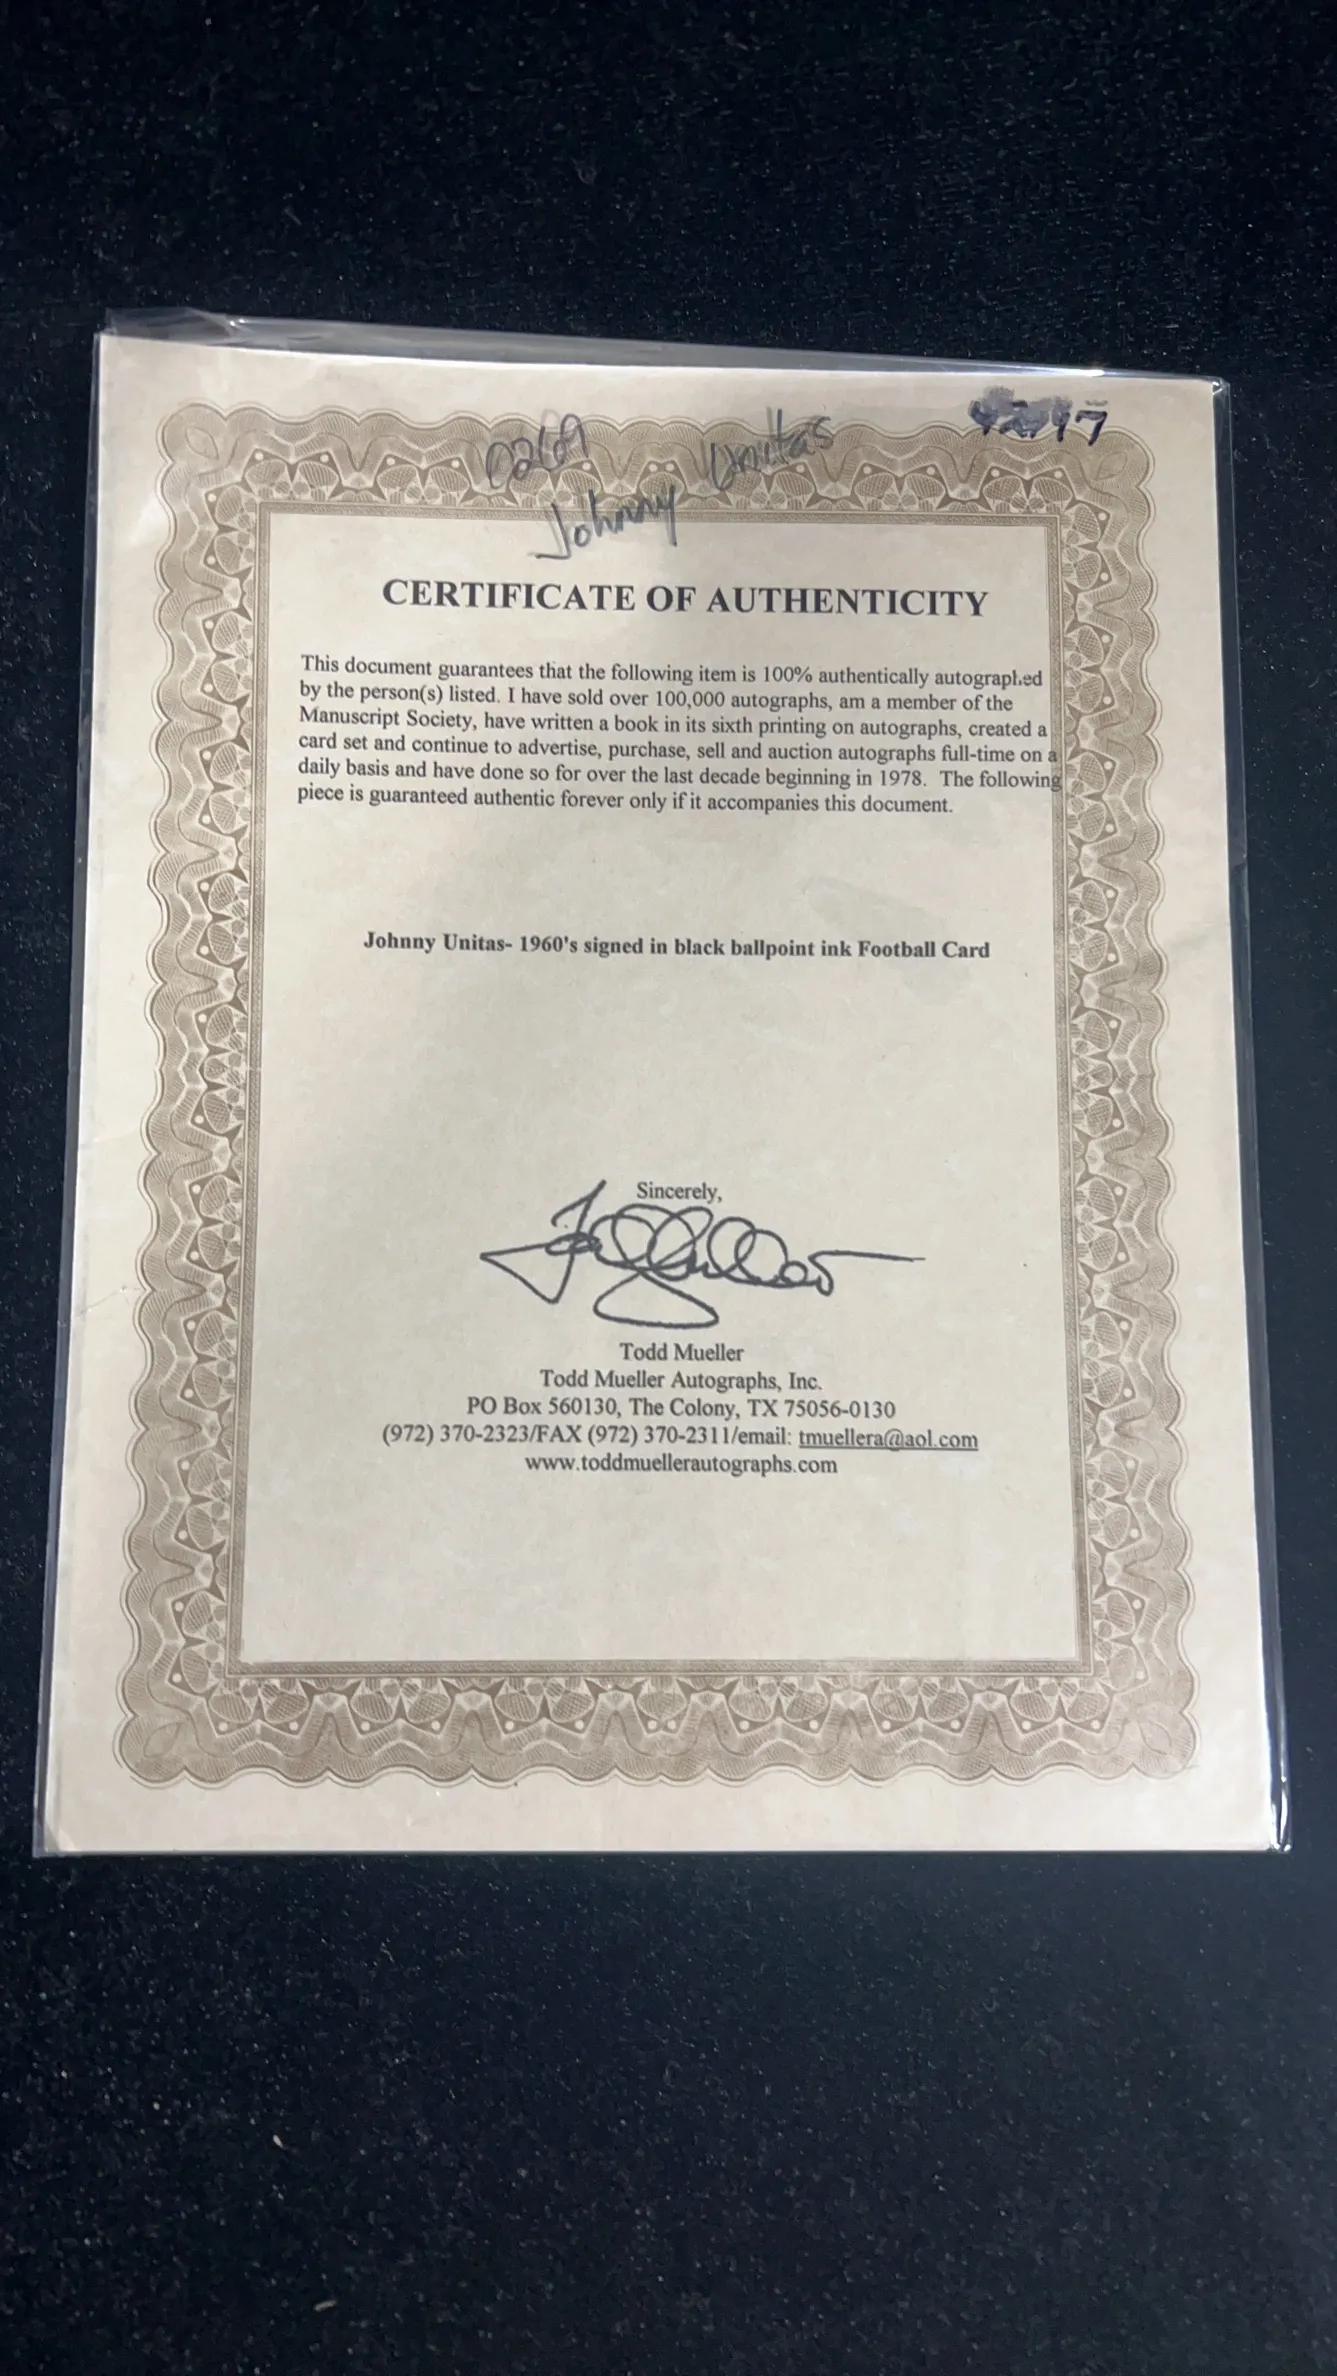 0269
Johnny Unitas
CERTIFICATE OF AUTHENTICITY
This document guarantees that the following item is 100% authentically autographed
by the person(s) listed. I have sold over 100,000 autographs, am a member of the
Manuscript Society, have written a book in its sixth printing on autographs, created a
card set and continue to advertise, purchase, sell and auction autographs full-time on a
daily basis and have done so for over the last decade beginning in 1978. The following
piece is guaranteed authentic forever only if it accompanies this document.
Johnny Unitas- 1960's signed in black ballpoint ink Football Card
Sincerely,
Todd Mueller
Todd Mueller Autographs, Inc.
PO Box 560130, The Colony, TX 75056-0130
(972) 370-2323/FAX (972) 370-2311/email: tmuellera@aol.com
www.toddmuellerautographs.com